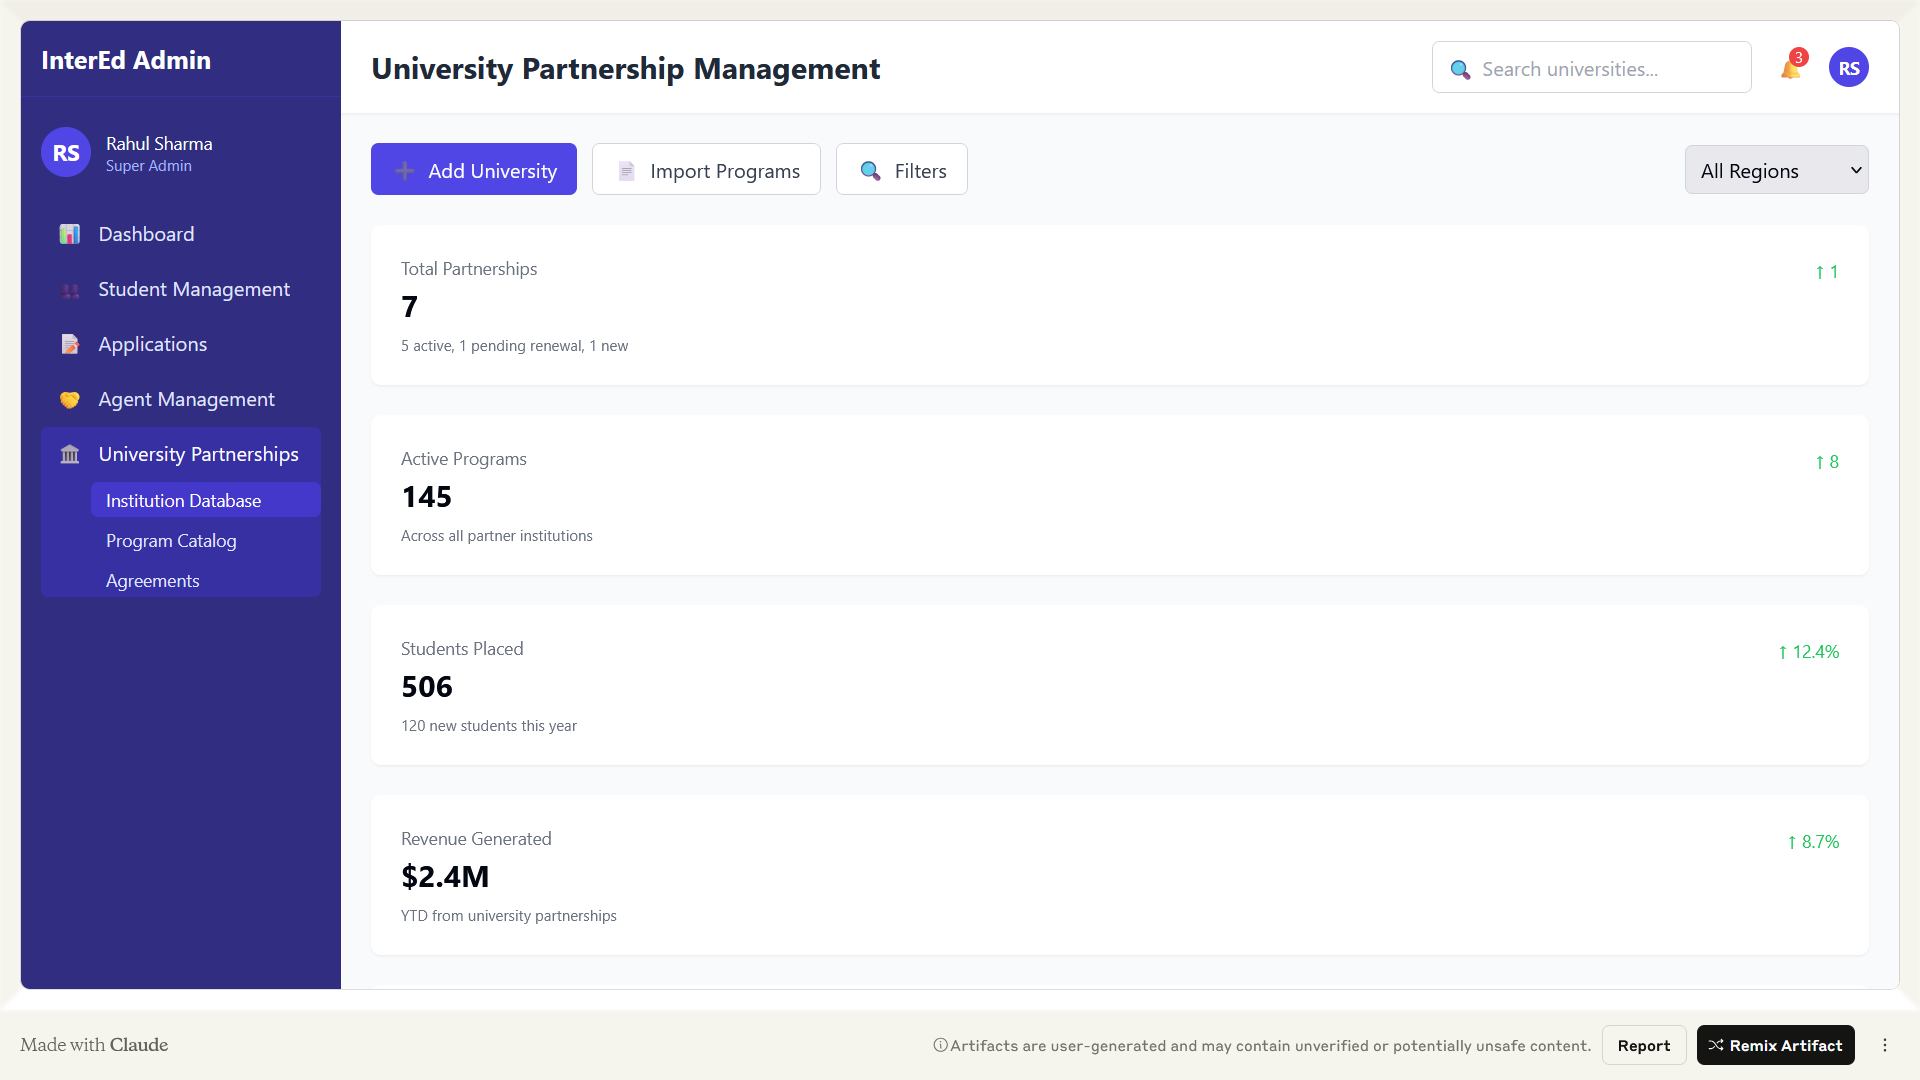 InterEd Admin
RS
Rahul Sharma
Super Admin
Dashboard
Student Management
Applications
Agent Management
University Partnerships
Institution Database
Program Catalog
Agreements
University Partnership Management
Search universities...
3
RS
Add University
Import Programs
Filters
All Regions
Total Partnerships
↑ 1
7
5 active, 1 pending renewal, 1 new
Active Programs
↑ 8
145
Across all partner institutions
Students Placed
↑ 12.4%
506
120 new students this year
Revenue Generated
↑ 8.7%
$2.4M
YTD from university partnerships
Made with Claude
Artifacts are user-generated and may contain unverified or potentially unsafe content.
Report
Remix Artifact